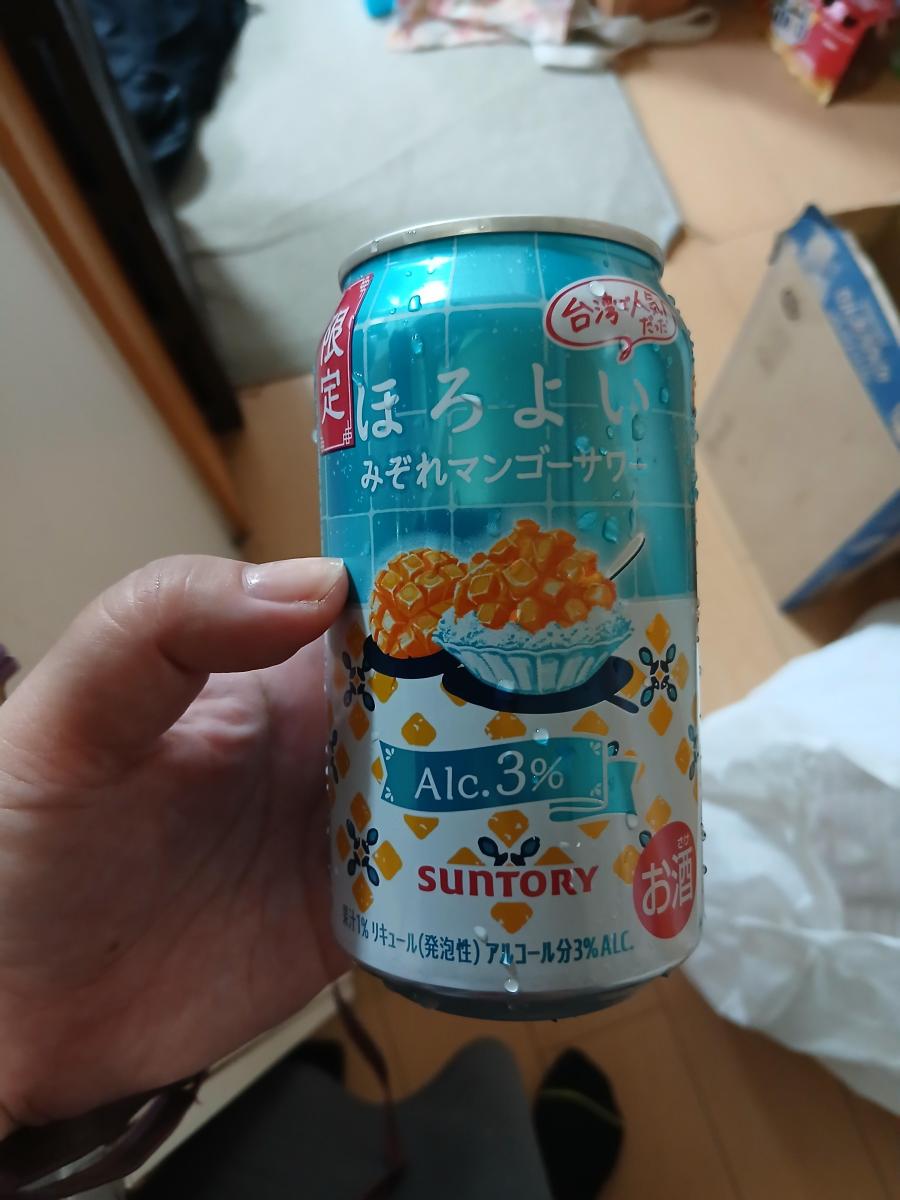 限定
台湾で人気!
だった
ほろよい
みぞれマンゴーサワー
Alc.3%
SUNTORY
さけ
お酒
果汁1% リキュール(発泡性) アルコール分3%ALC.